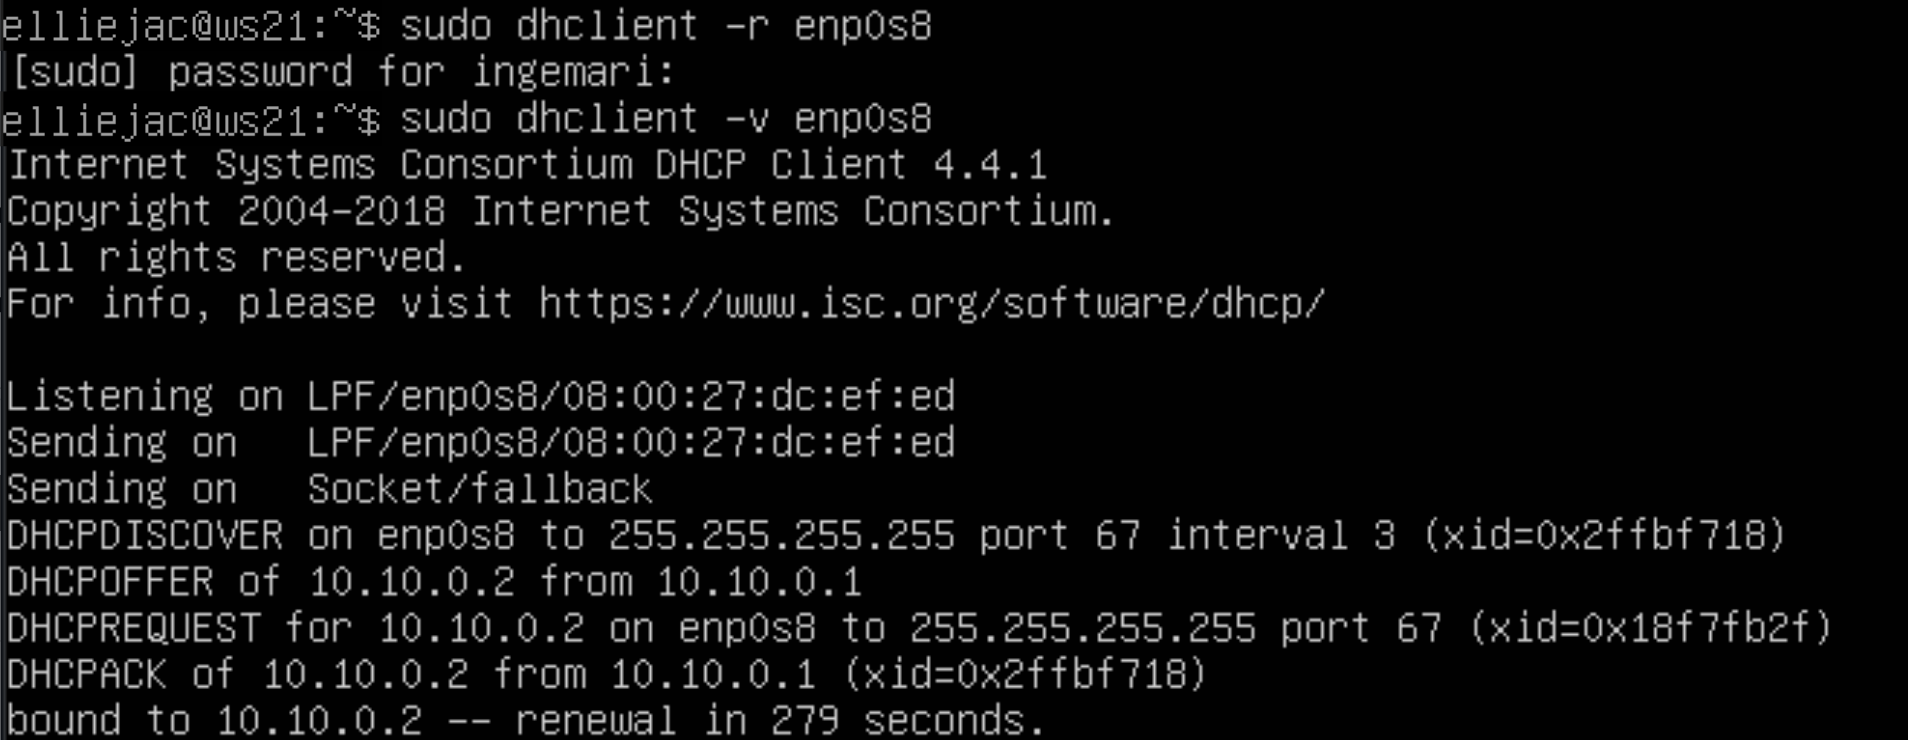 elliejac@ws21:~$ sudo dhclient -r enp0s8
[sudo] password for ingemari:
elliejac@ws21:~$ sudo dhclient -v enp0s8
Internet Systems Consortium DHCP Client 4.4.1
Copyright 2004-2018 Internet Systems Consortium.
All rights reserved.
For info, please visit https://www.isc.org/software/dhcp/
Listening on LPF/enp0s8/08:00:27:dc:ef:ed
Sending on   LPF/enp0s8/08:00:27:dc:ef:ed
Sending on   Socket/fallback
DHCPDISCOVER on enp0s8 to 255.255.255.255 port 67 interval 3 (xid=0x2ffbf718)
DHCPOFFER of 10.10.0.2 from 10.10.0.1
DHCPREQUEST for 10.10.0.2 on enp0s8 to 255.255.255.255 port 67 (xid=0x18f7fb2f)
DHCPACK of 10.10.0.2 from 10.10.0.1 (xid=0x2ffbf718)
bound to 10.10.0.2 -- renewal in 279 seconds.